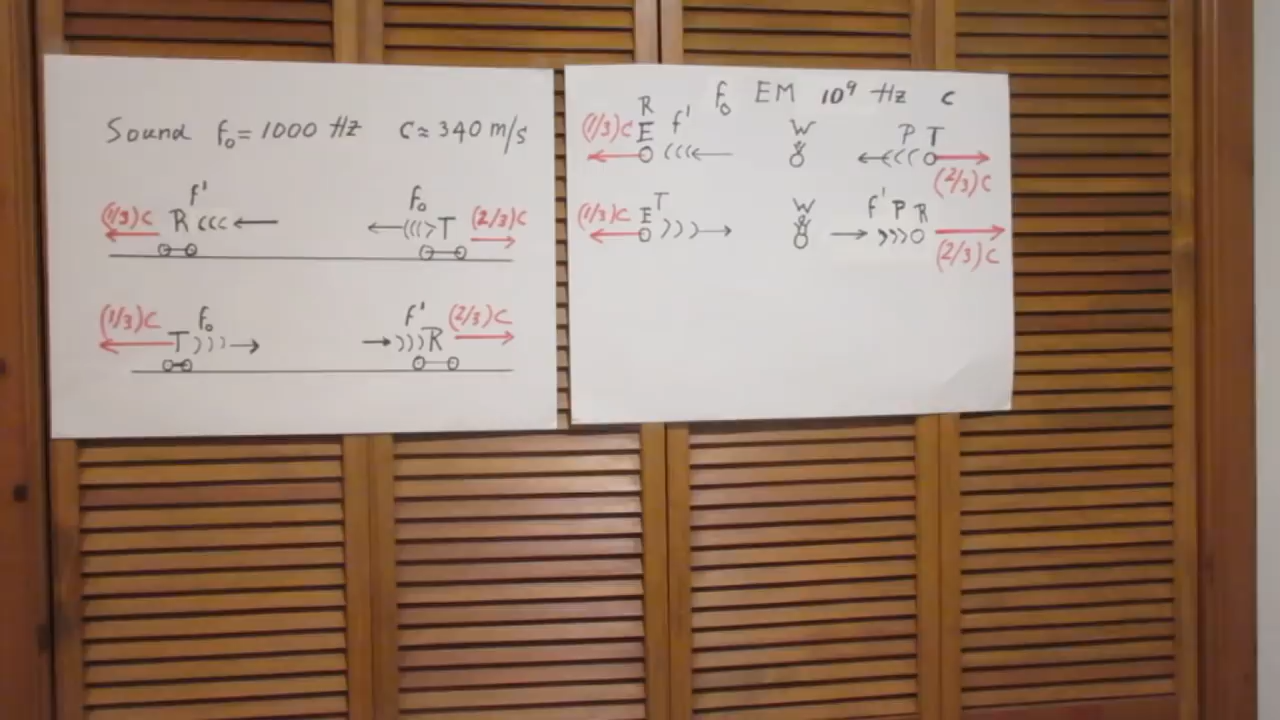 Sound f₀ = 1000 Hz C ≈ 340 m/s
f' f₀
(1/3)C R T (2/3)C
(1/3)C f₀ f' (2/3)C
T R
f₀ EM 10⁹ Hz C
R
(1/3)C E f' W P T
(2/3)C
(1/3)C E T W f' P R
(2/3)C